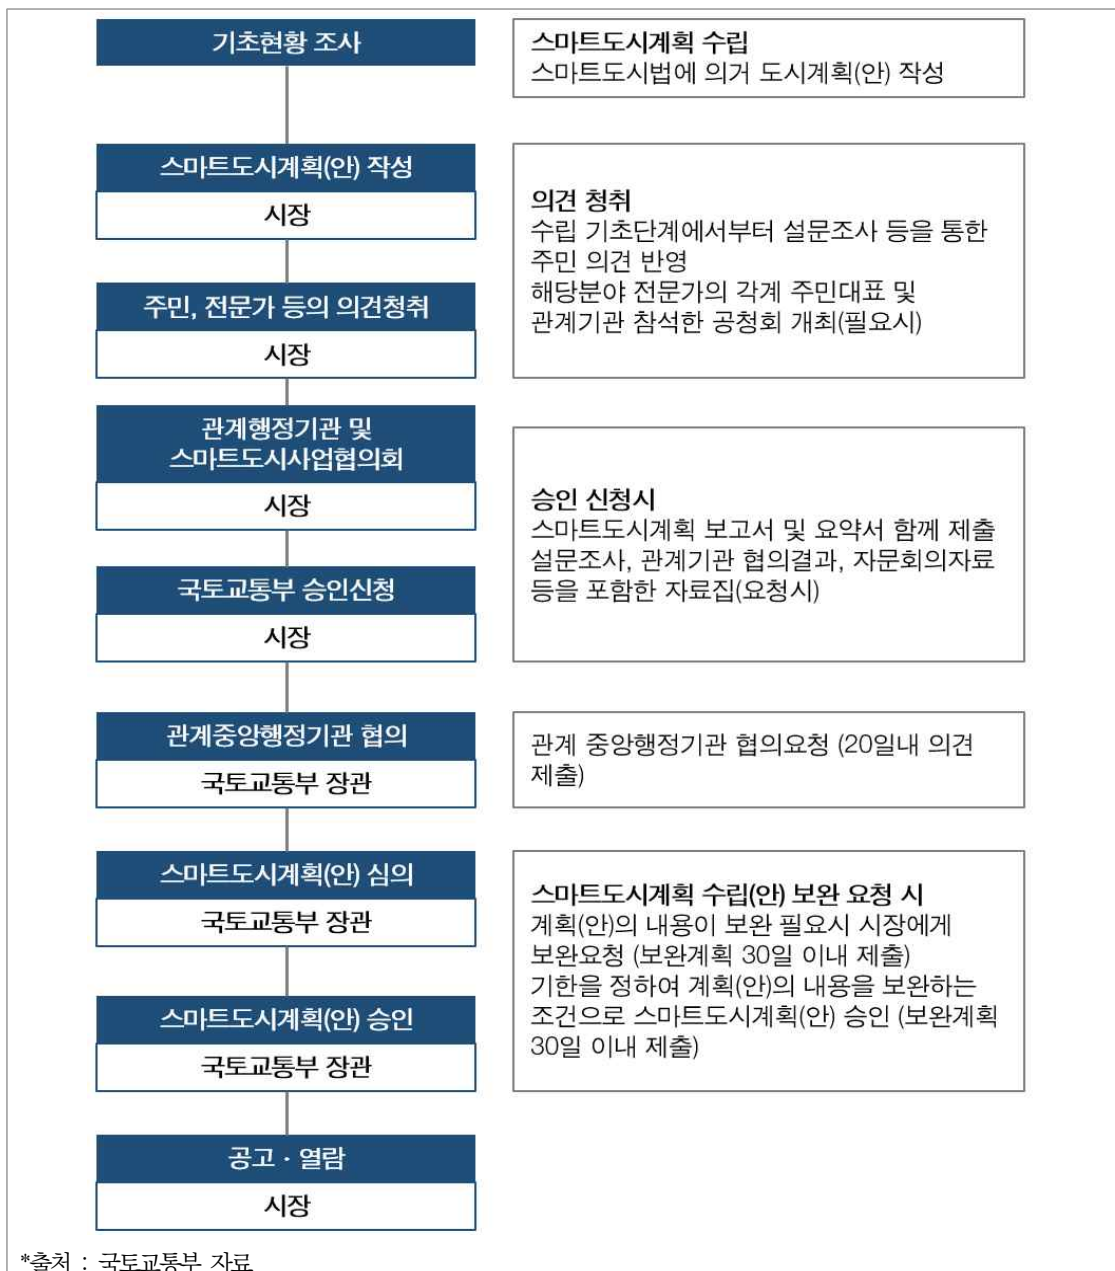 기초현황 조사
스마트도시계획 수립
스마트도시법에 의거 도시계획(안) 작성
스마트도시계획(안) 작성
시장
의견 청취
수립 기초단계에서부터 설문조사 등을 통한
주민 의견 반영
해당분야 전문가의 각계 주민대표 및
관계기관 참석한 공청회 개최(필요시)
주민, 전문가 등의 의견청취
시장
관계행정기관 및
스마트도시사업협의회
시장
승인 신청시
스마트도시계획 보고서 및 요약서 함께 제출
설문조사, 관계기관 협의결과, 자문회의자료
등을 포함한 자료집(요청시)
국토교통부 승인신청
시장
관계중앙행정기관 협의
국토교통부 장관
관계 중앙행정기관 협의요청 (20일내 의견
제출)
스마트도시계획(안) 심의
국토교통부 장관
스마트도시계획 수립(안) 보완 요청 시
계획(안)의 내용이 보완 필요시 시장에게
보완요청 (보완계획 30일 이내 제출)
기한을 정하여 계획(안)의 내용을 보완하는
조건으로 스마트도시계획(안) 승인 (보완계획
30일 이내 제출)
스마트도시계획(안) 승인
국토교통부 장관
공고 · 열람
시장
*출처 : 국토교통부 자료